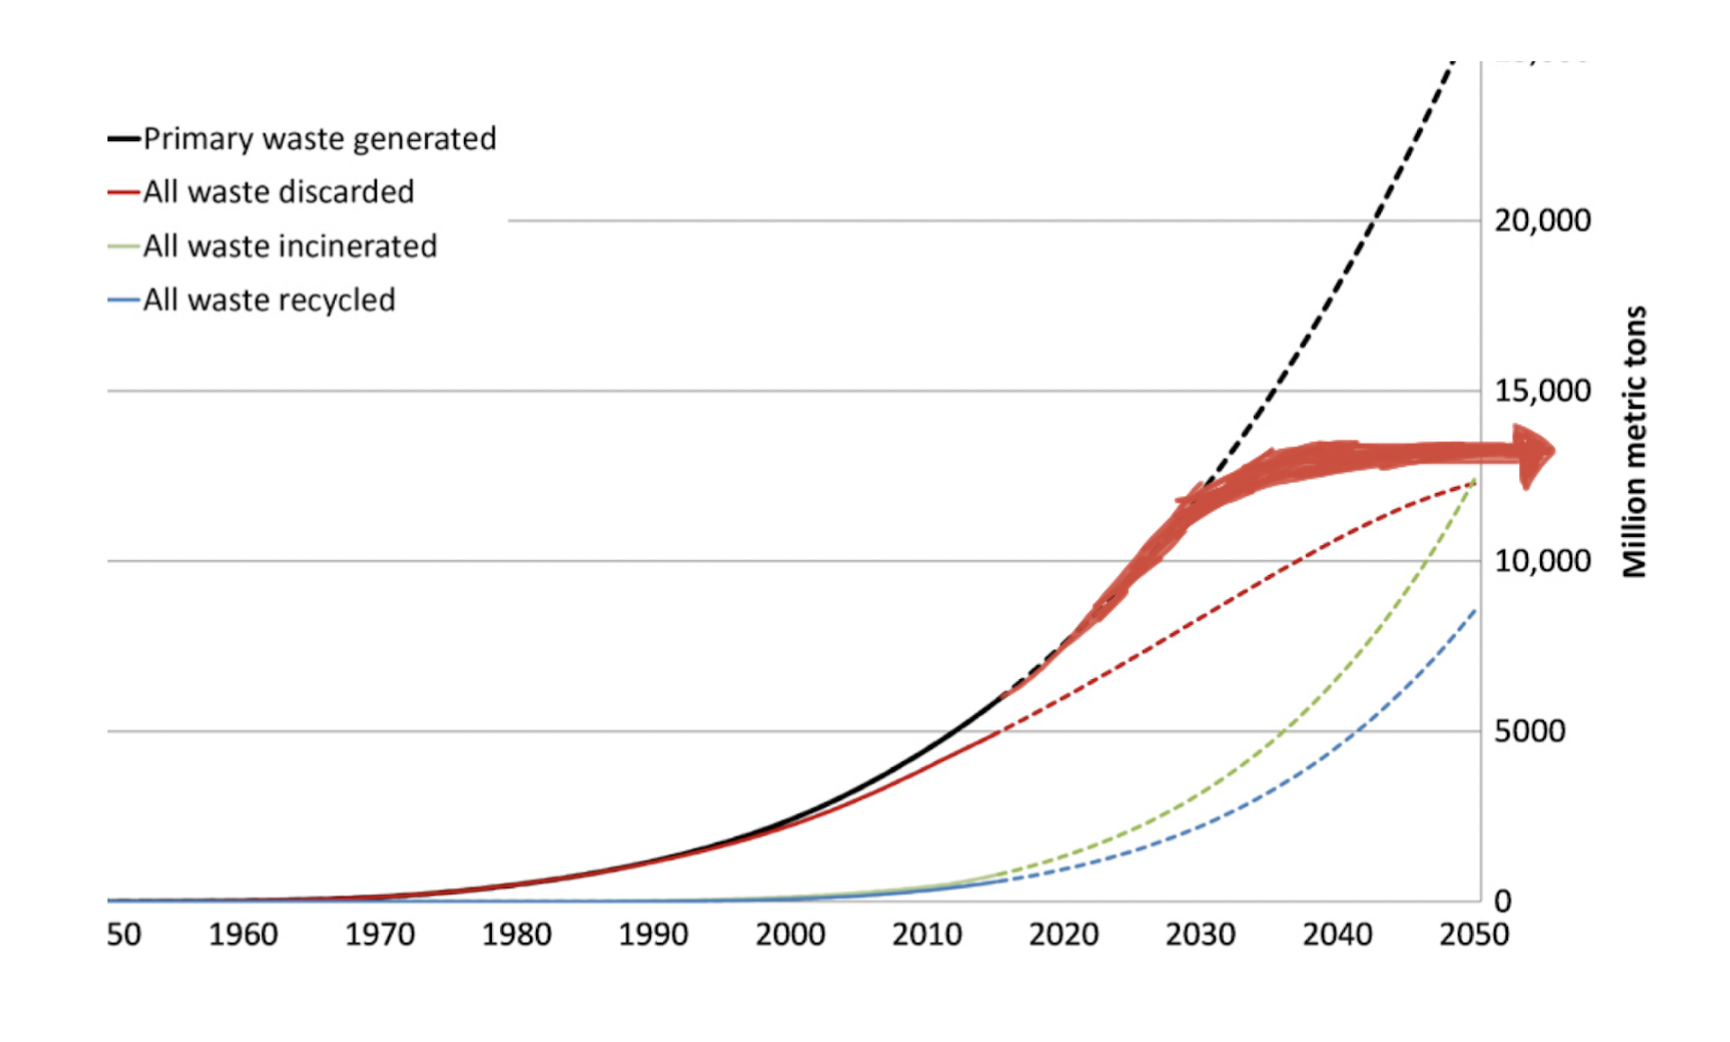 Primary waste generated
All waste discarded
All waste incinerated
All waste recycled
20,000
15,000
10,000
5000
0
Million metric tons
50 1960 1970 1980 1990 2000 2010 2020 2030 2040 2050